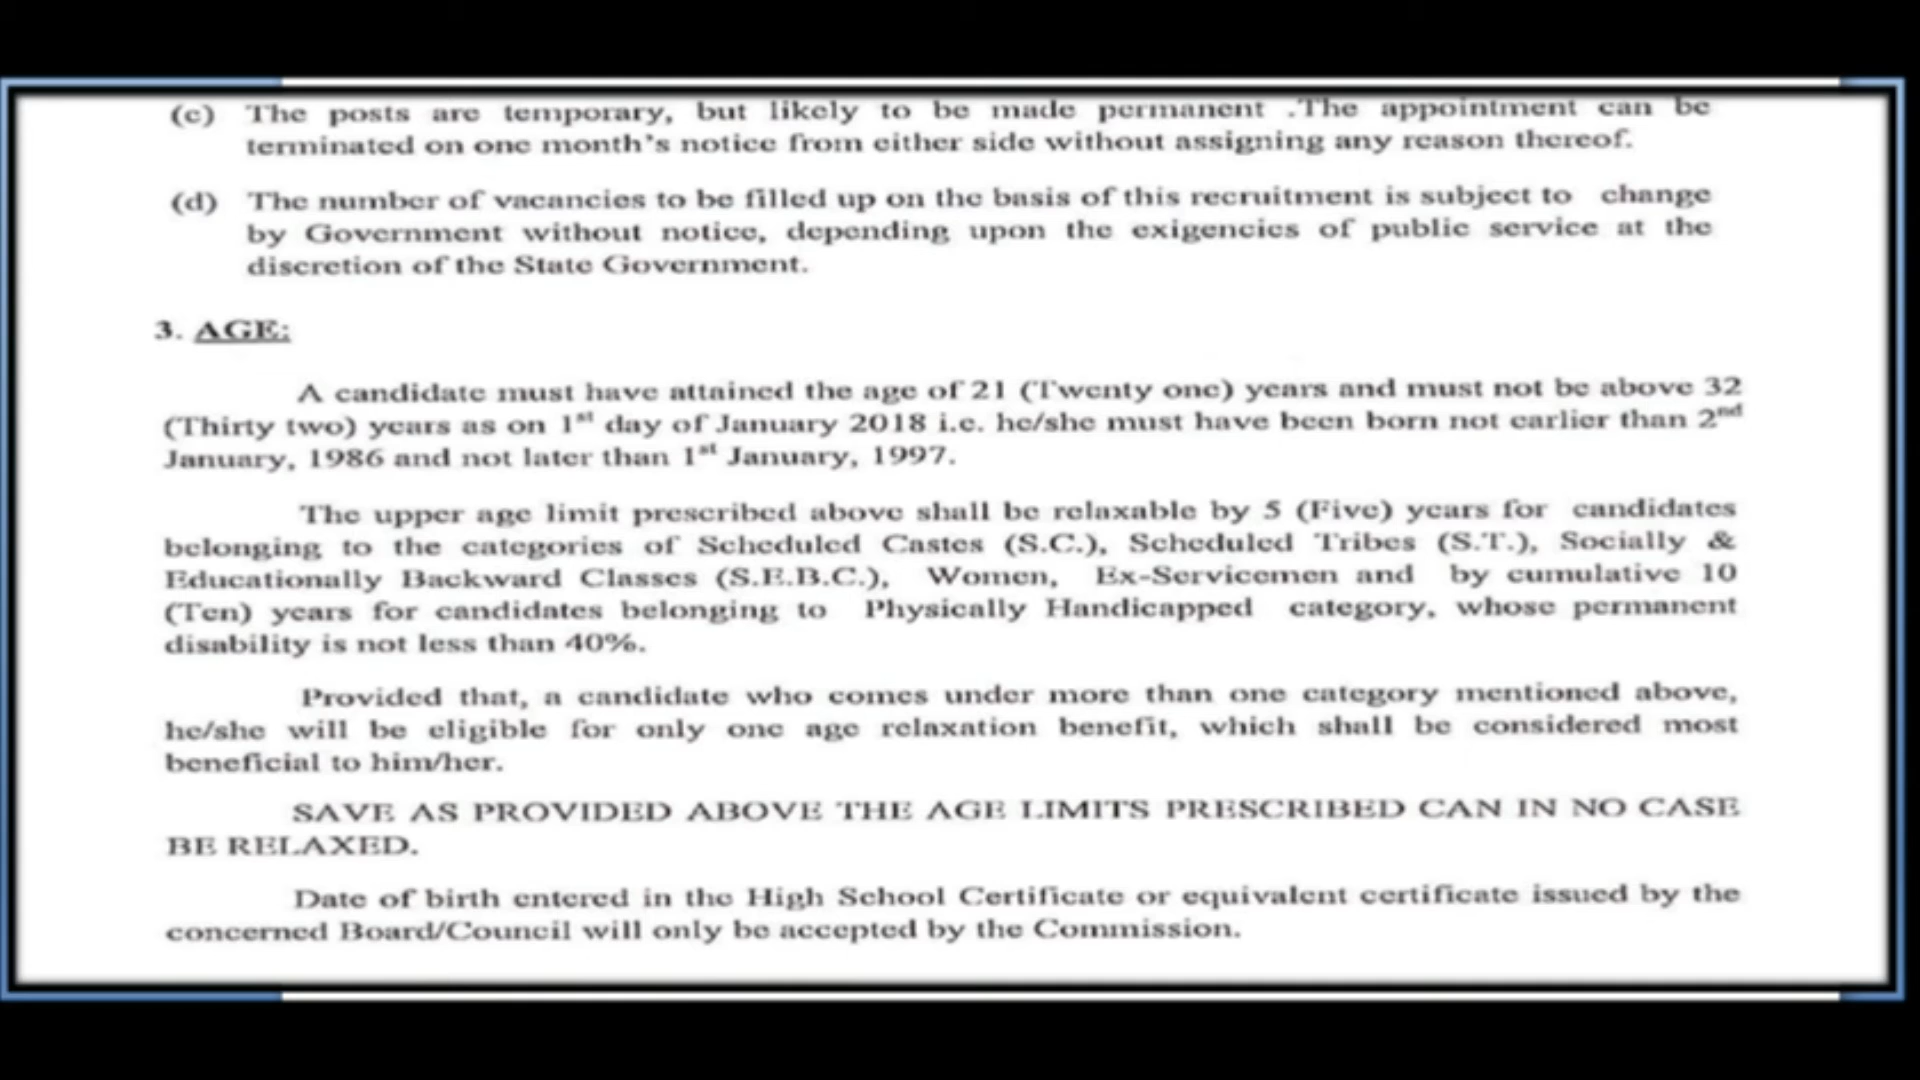 (c) The posts are temporary, but likely to be made permanent .The appointment can be
terminated on one month's notice from either side without assigning any reason thereof.
(d) The number of vacancies to be filled up on the basis of this recruitment is subject to change
by Government without notice, depending upon the exigencies of public service at the
discretion of the State Government.
3. AGE:
A candidate must have attained the age of 21 (Twenty one) years and must not be above 32
(Thirty two) years as on 1st day of January 2018 i.e. he/she must have been born not earlier than 2nd
January, 1986 and not later than 1st January, 1997.
The upper age limit prescribed above shall be relaxable by 5 (Five) years for candidates
belonging to the categories of Scheduled Castes (S.C.), Scheduled Tribes (S.T.), Socially &
Educationally Backward Classes (S.E.B.C.), Women, Ex-Servicemen and by cumulative 10
(Ten) years for candidates belonging to Physically Handicapped category, whose permanent
disability is not less than 40%.
Provided that, a candidate who comes under more than one category mentioned above,
he/she will be eligible for only one age relaxation benefit, which shall be considered most
beneficial to him/her.
SAVE AS PROVIDED ABOVE THE AGE LIMITS PRESCRIBED CAN IN NO CASE
BE RELAXED.
Date of birth entered in the High School Certificate or equivalent certificate issued by the
concerned Board/Council will only be accepted by the Commission.